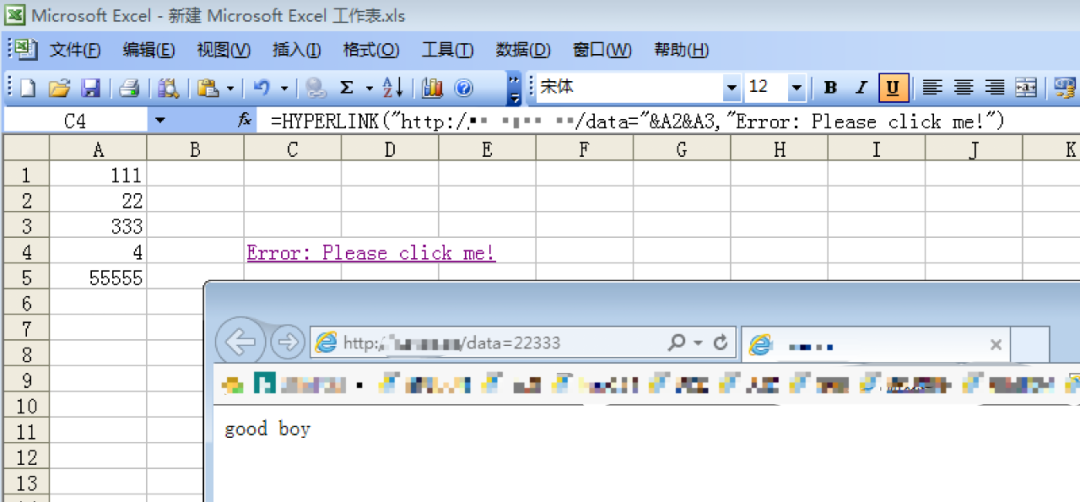 Microsoft Excel - 新建 Microsoft Excel 工作表.xls
文件(F) 编辑(E) 视图(V) 插入(I) 格式(O) 工具(T) 数据(D) 窗口(W) 帮助(H)
宋体 12 B I U
C4 fx =HYPERLINK("http:/ /data="&A2&A3,"Error: Please click me!")
A B C D E F G H I J K
1 111
2 22
3 333
4 4 Error: Please click me!
5 55555
6
7
http:/ /data=22333
8
9
10
11 good boy
12
13